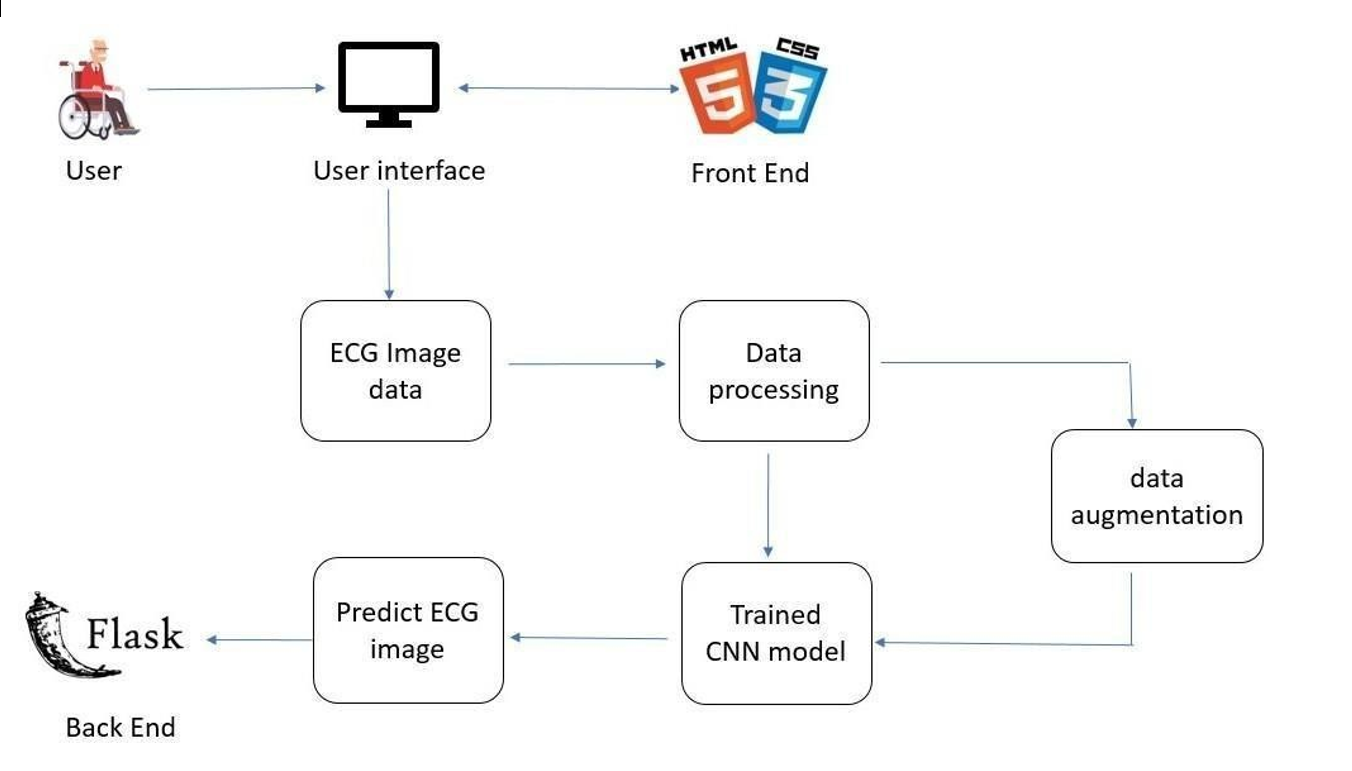 HTML CSS
5 3
User
User interface
Front End
ECG Image
data
Data
processing
data
augmentation
Predict ECG
image
Trained
CNN model
Flask
Back End